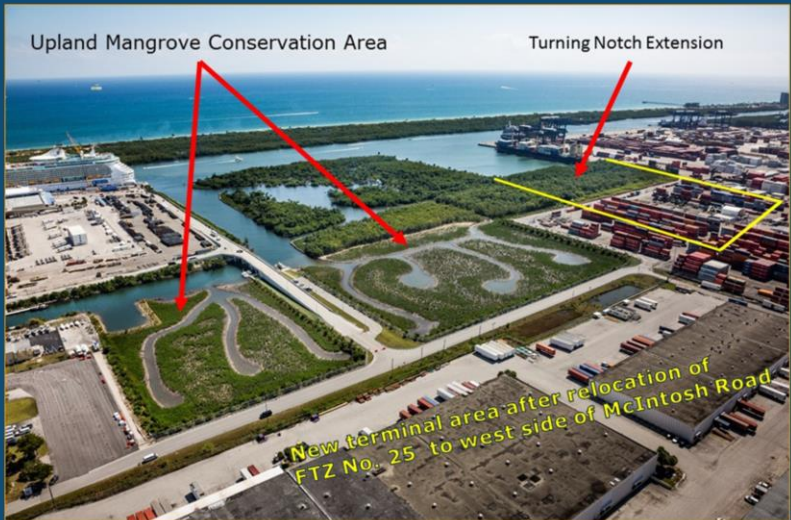 Upland Mangrove Conservation Area
Turning Notch Extension
New terminal area after relocation of
FTZ No. 25 to west side of McIntosh Road